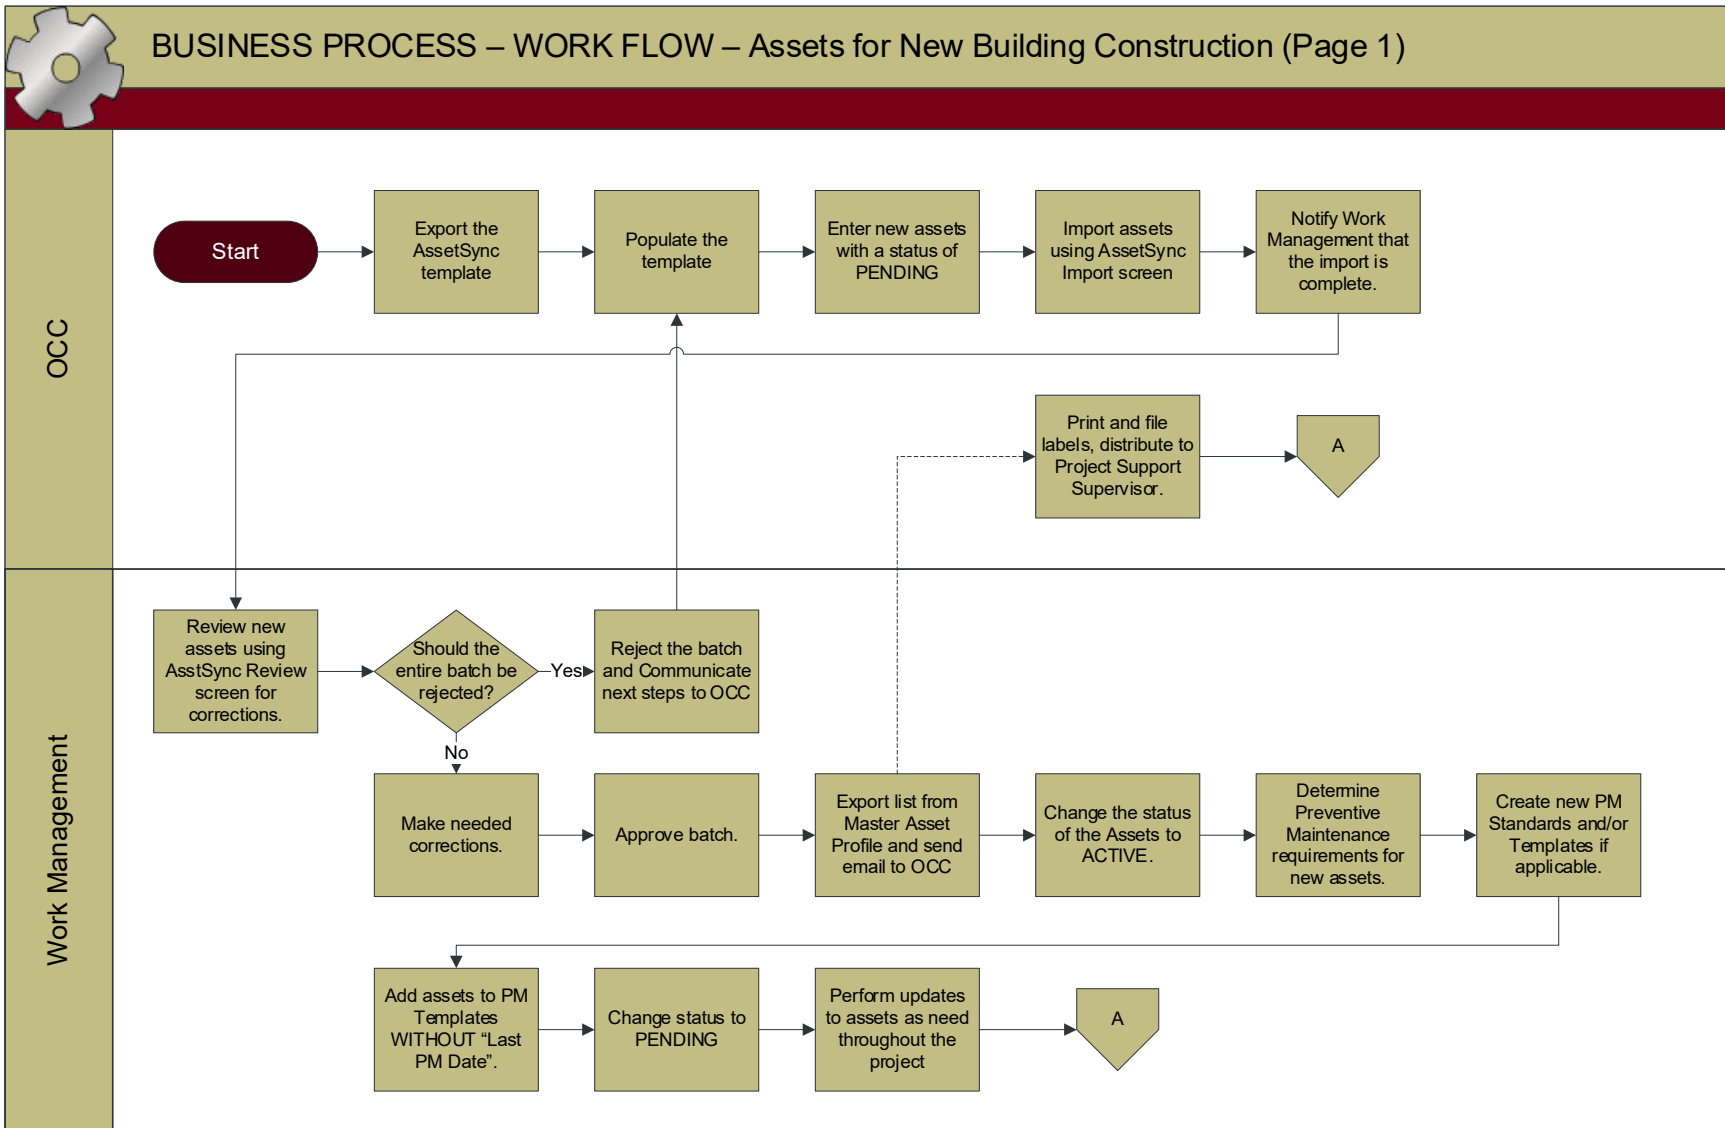 BUSINESS PROCESS – WORK FLOW – Assets for New Building Construction (Page 1)
OCC
Start
Export the
AssetSync
template
Populate the
template
Enter new assets
with a status of
PENDING
Import assets
using AssetSync
Import screen
Notify Work
Management that
the import is
complete.
Print and file
labels, distribute to
Project Support
Supervisor.
A
Work Management
Review new
assets using
AsstSync Review
screen for
corrections.
Should the
entire batch be
rejected?
Yes
Reject the batch
and Communicate
next steps to OCC
No
Make needed
corrections.
Approve batch.
Export list from
Master Asset
Profile and send
email to OCC
Change the status
of the Assets to
ACTIVE.
Determine
Preventive
Maintenance
requirements for
new assets.
Create new PM
Standards and/or
Templates if
applicable.
Add assets to PM
Templates
WITHOUT “Last
PM Date”.
Change status to
PENDING
Perform updates
to assets as need
throughout the
project
A